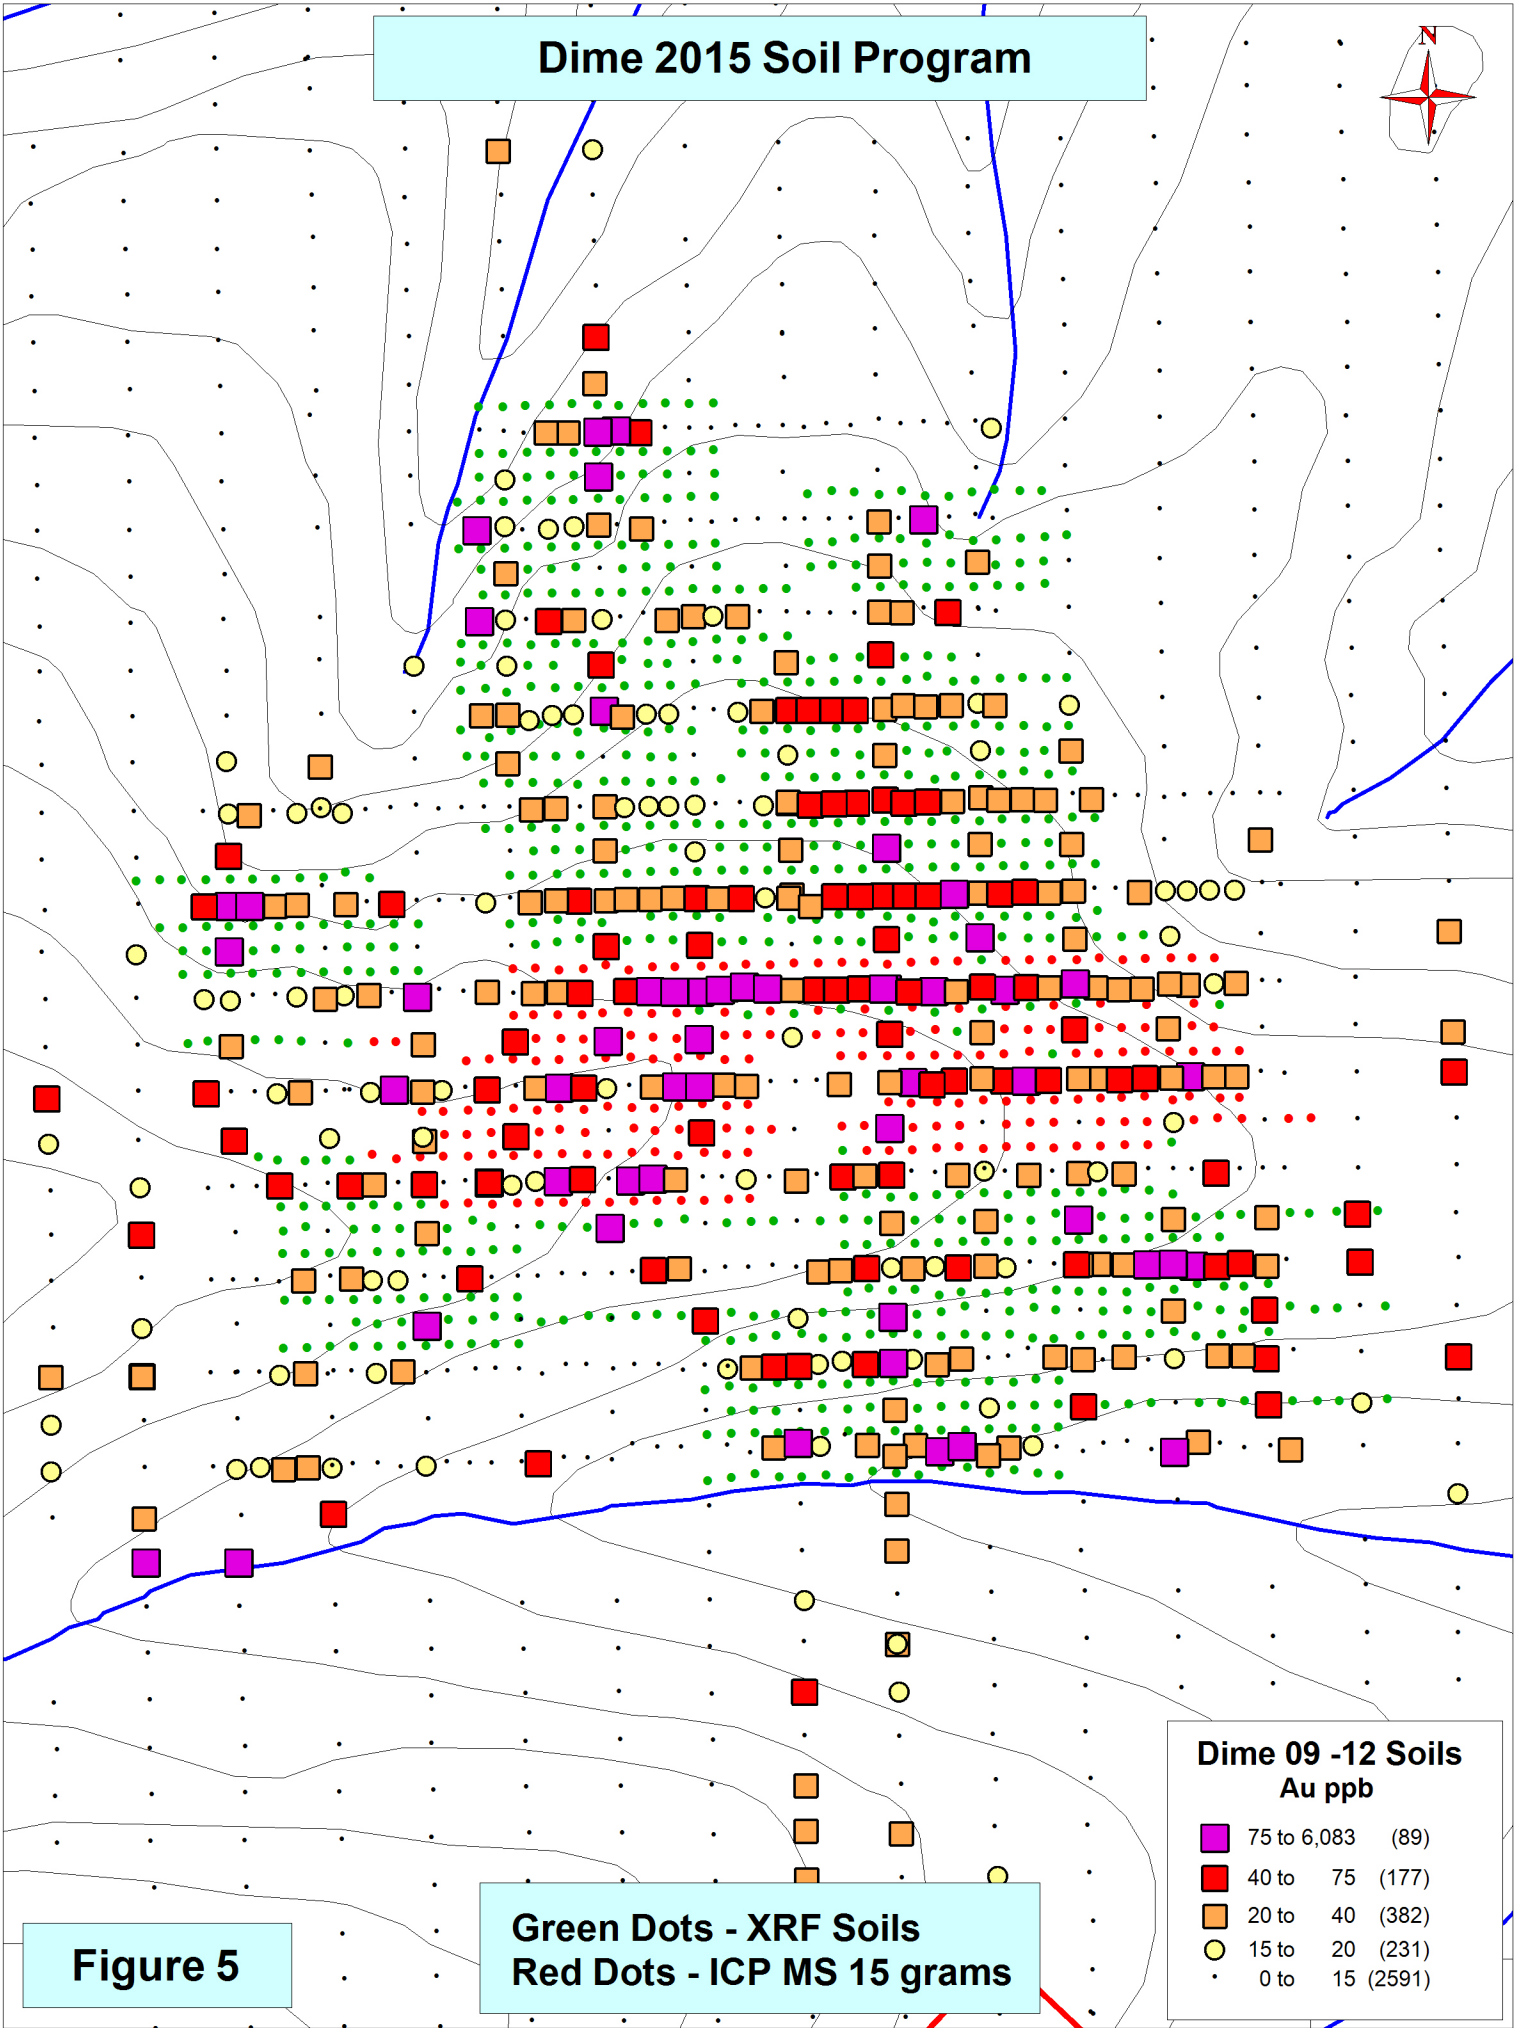 Dime 2015 Soil Program
N
Dime 09 -12 Soils
Au ppb
75 to 6,083 (89)
40 to 75 (177)
20 to 40 (382)
15 to 20 (231)
0 to 15 (2591)
Green Dots - XRF Soils
Red Dots - ICP MS 15 grams
Figure 5